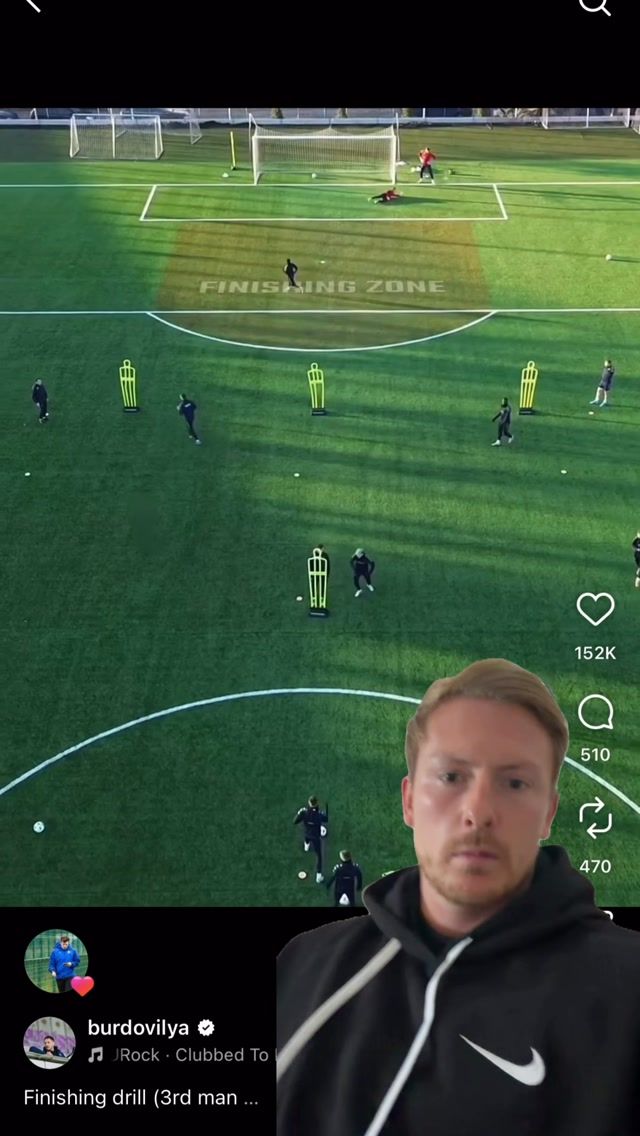 FINISHING ZONE
152K
510
470
burdovilya
JRock · Clubbed To
Finishing drill (3rd man ...